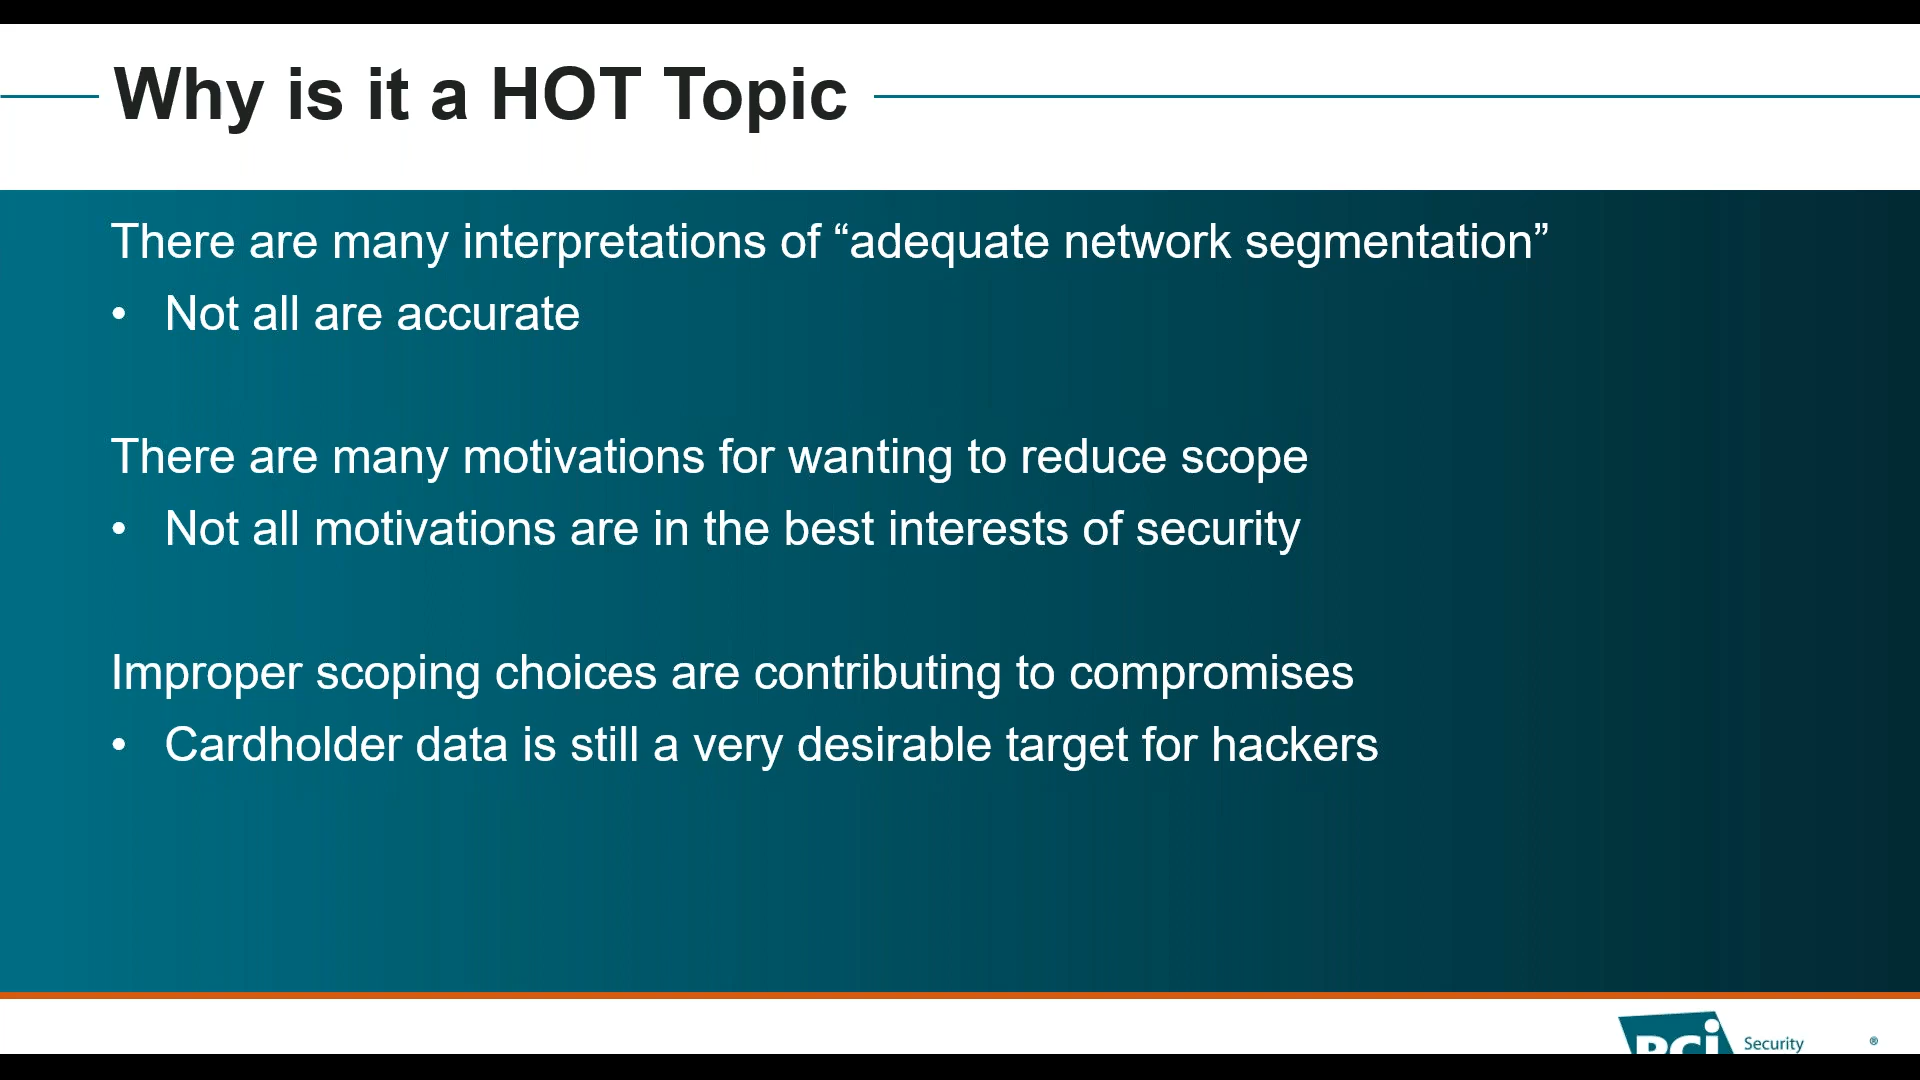 Why is it a HOT Topic
There are many interpretations of “adequate network segmentation”
• Not all are accurate
There are many motivations for wanting to reduce scope
• Not all motivations are in the best interests of security
Improper scoping choices are contributing to compromises
• Cardholder data is still a very desirable target for hackers
PCi Security ®